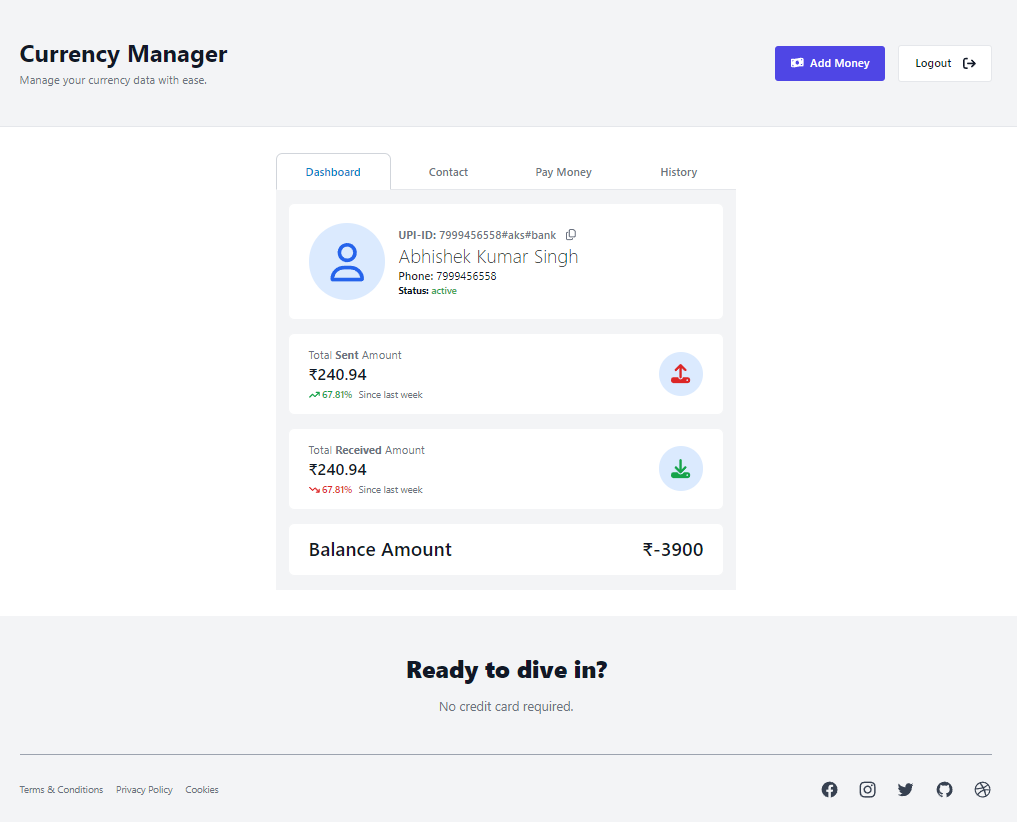 Currency Manager
Manage your currency data with ease.
Add Money
Logout
Dashboard
Contact
Pay Money
History
UPI-ID: 7999456558#aks#bank
Abhishek Kumar Singh
Phone: 7999456558
Status: active
Total Sent Amount
₹240.94
67.81% Since last week
Total Received Amount
₹240.94
67.81% Since last week
Balance Amount ₹-3900
Ready to dive in?
No credit card required.
Terms & Conditions
Privacy Policy
Cookies